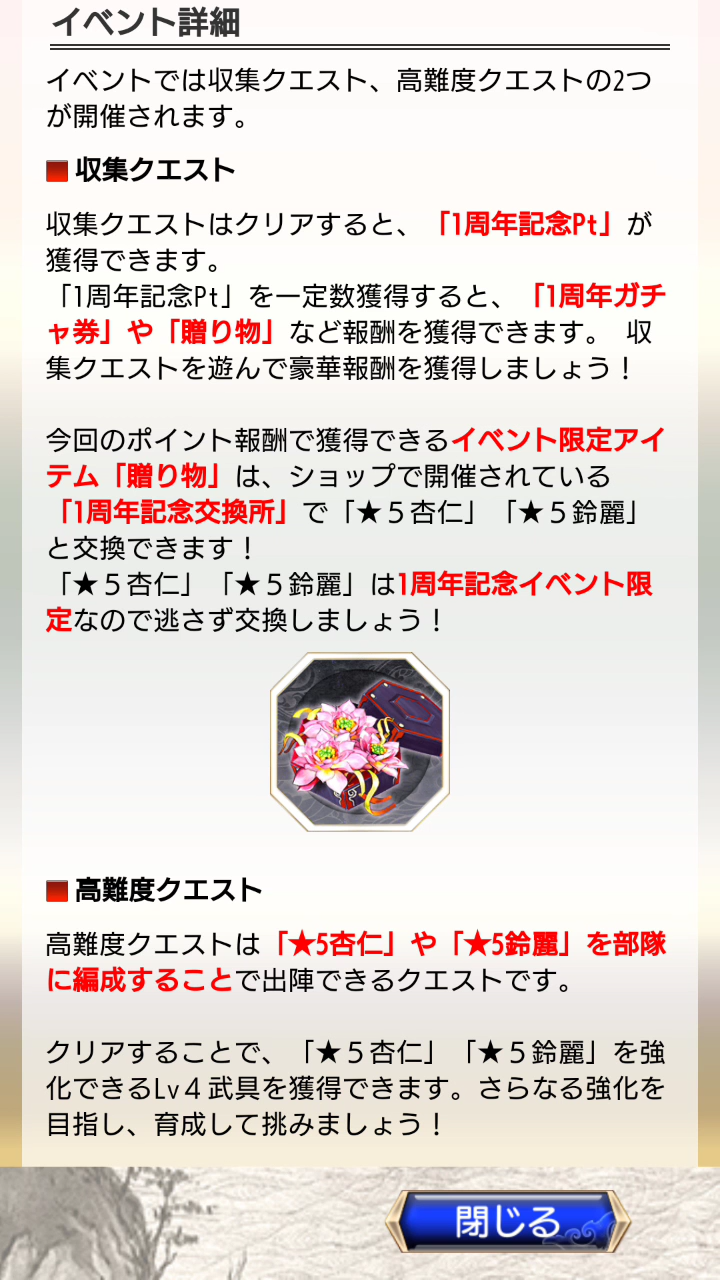 イベント詳細
イベントでは収集クエスト、高難度クエストの2つ
が開催されます。
収集クエスト
収集クエストはクリアすると、「1周年記念Pt」が
獲得できます。
「1周年記念Pt」を一定数獲得すると、「1周年ガチ
ャ券」や「贈り物」など報酬を獲得できます。 収
集クエストを遊んで豪華報酬を獲得しましょう！
今回のポイント報酬で獲得できるイベント限定アイ
テム「贈り物」は、ショップで開催されている
「1周年記念交換所」で「★５杏仁」「★５鈴麗」
と交換できます！
「★５杏仁」「★５鈴麗」は1周年記念イベント限
定なので逃さず交換しましょう！
高難度クエスト
高難度クエストは「★5杏仁」や「★5鈴麗」を部隊
に編成することで出陣できるクエストです。
クリアすることで、「★５杏仁」「★５鈴麗」を強
化できるLv４武具を獲得できます。さらなる強化を
目指し、育成して挑みましょう！
閉じる